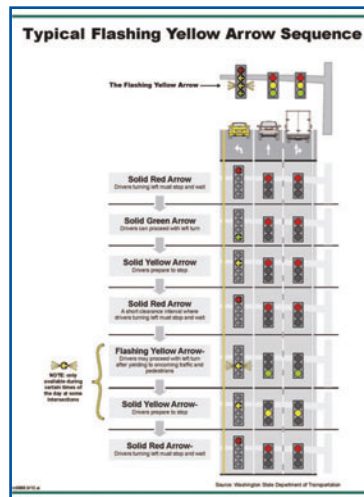 Typical Flashing Yellow Arrow Sequence
The Flashing Yellow Arrow
Solid Red Arrow
Drivers turning left must stop and wait
Solid Green Arrow
Drivers can proceed with left turn
Solid Yellow Arrow
Drivers prepare to stop
Solid Red Arrow
A short clearance interval where
drivers turning left must stop and wait
Flashing Yellow Arrow-
Drivers may proceed with left turn
after yielding to oncoming traffic and
pedestrians
NOTE: only
available during
certain times of
the day at some
intersections
Solid Yellow Arrow-
Drivers prepare to stop
Solid Red Arrow-
Drivers turning left must stop and wait
Source: Washington State Department of Transportation